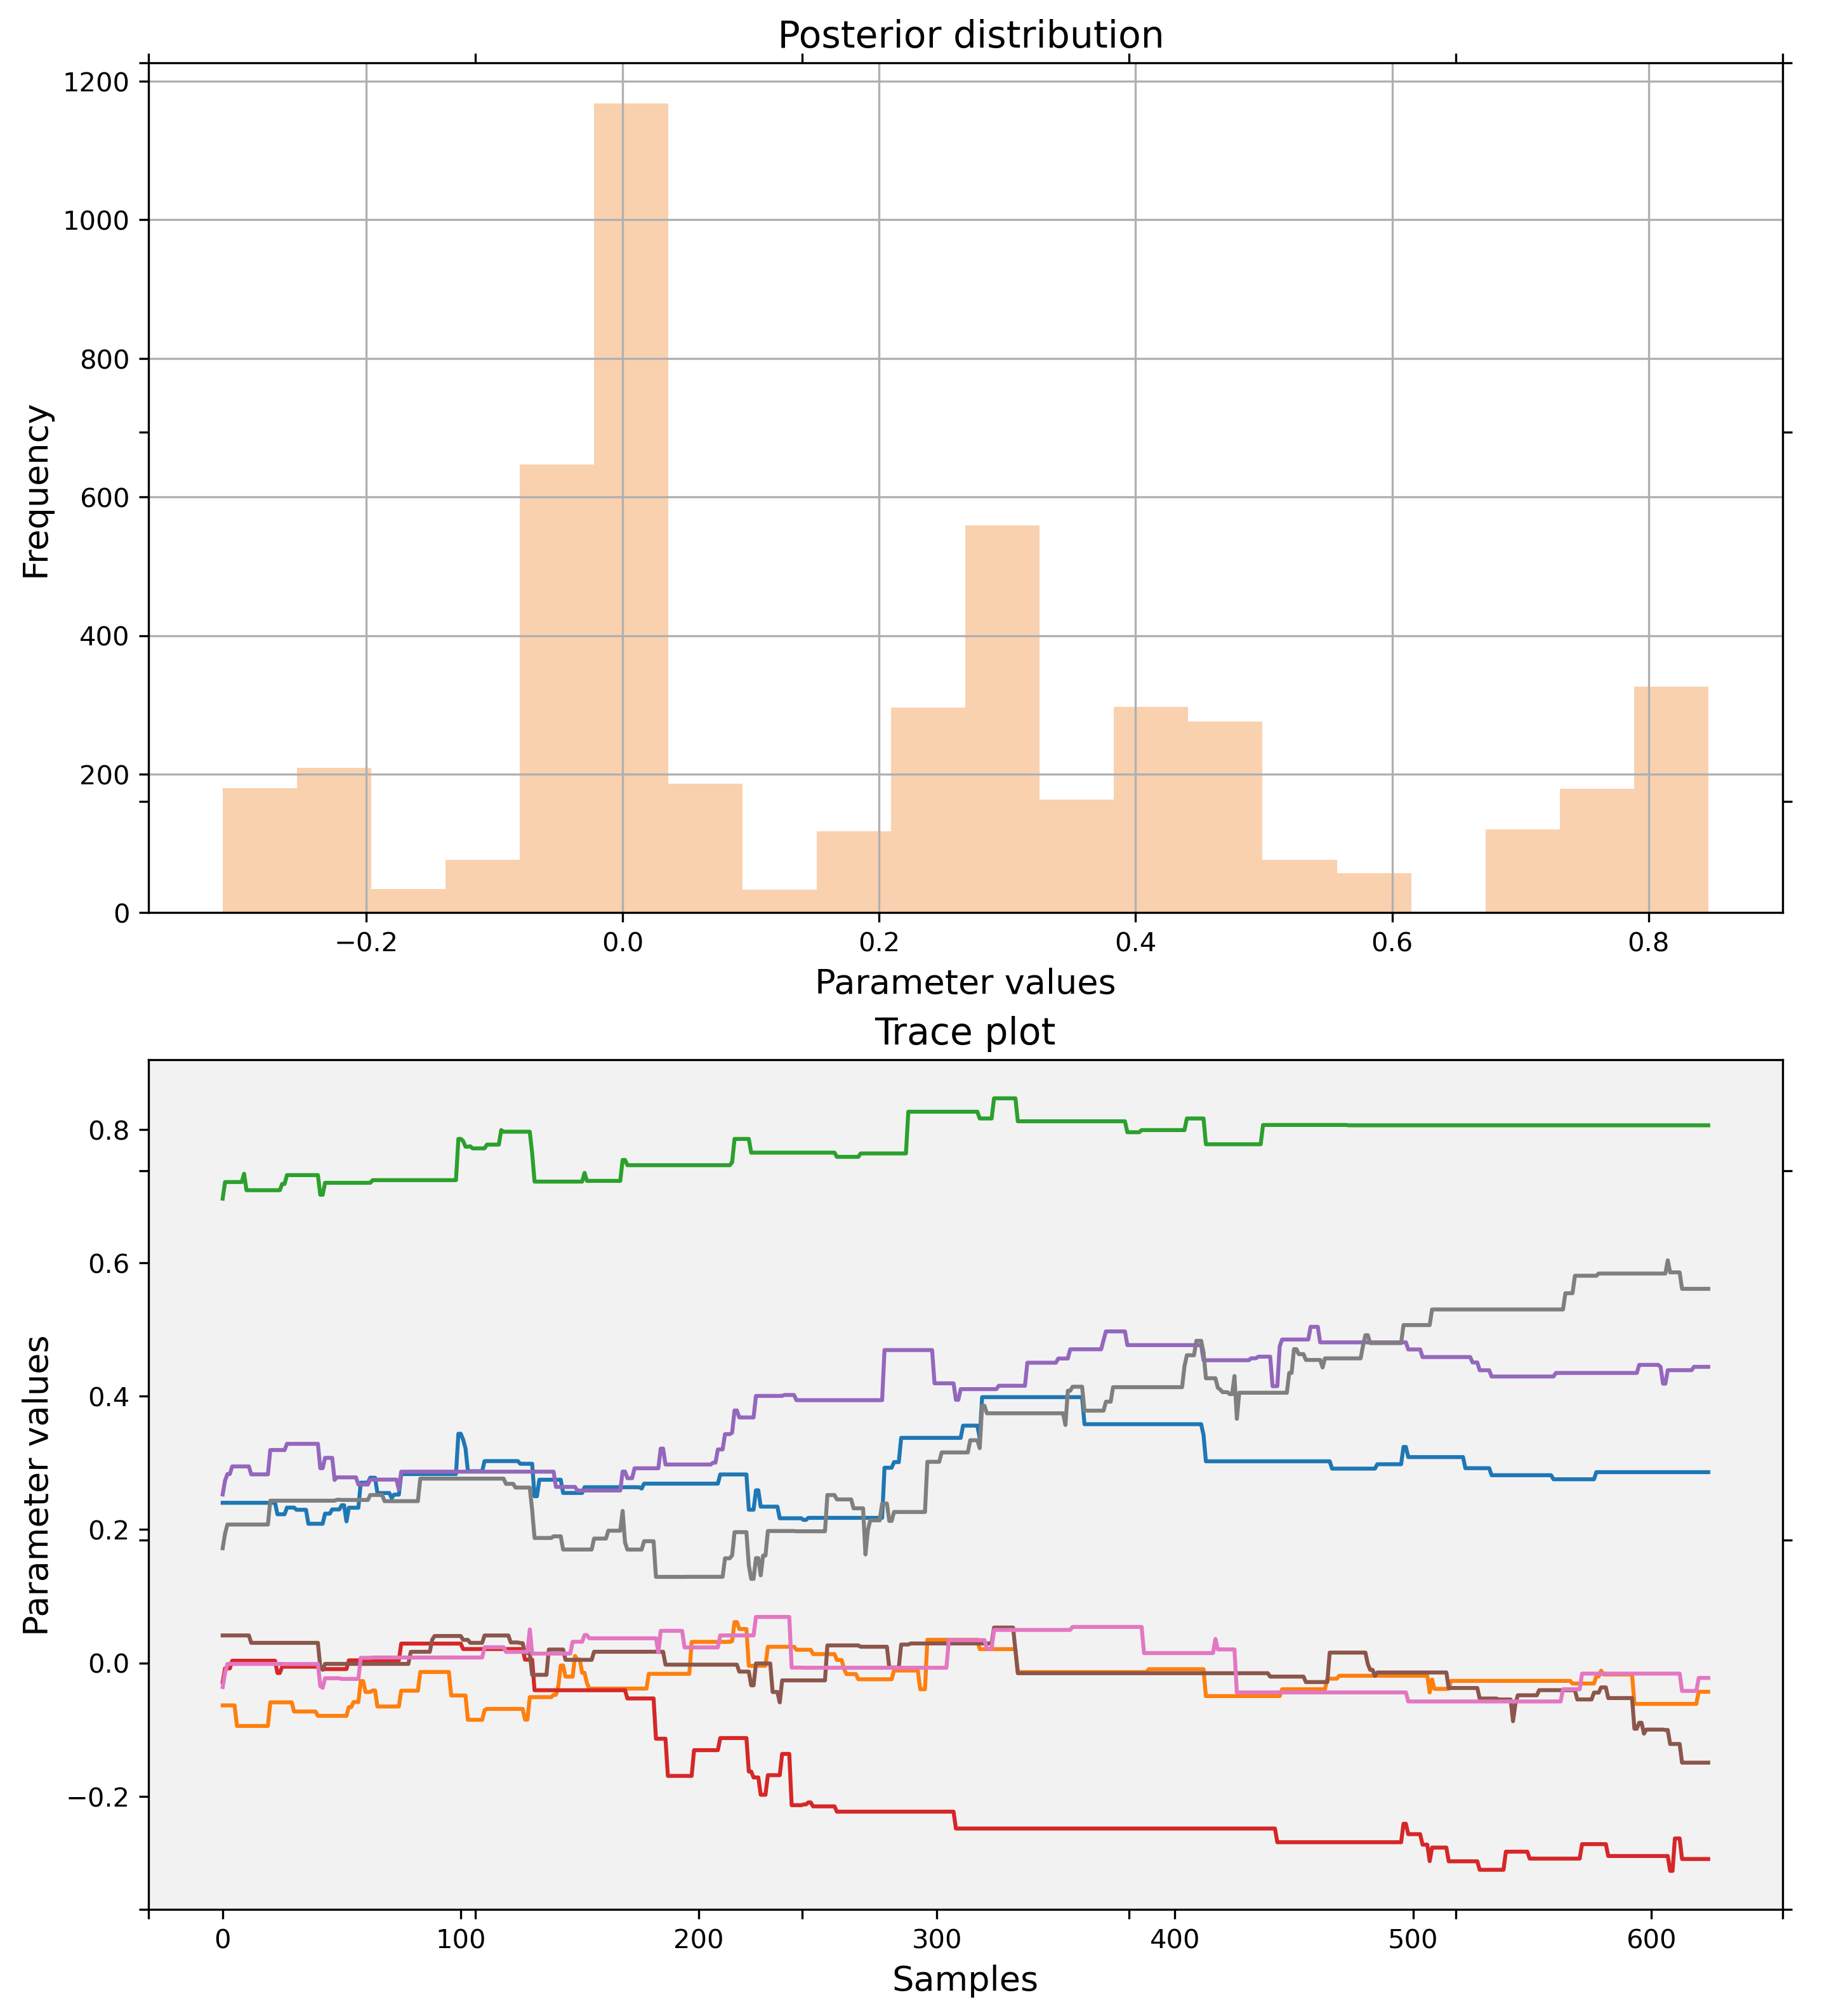 Posterior distribution
1200
1000
800
600
400
200
0
Frequency
−0.2 0.0 0.2 0.4 0.6 0.8
Parameter values
Trace plot
0.8
0.6
0.4
0.2
0.0
−0.2
Parameter values
0 100 200 300 400 500 600
Samples